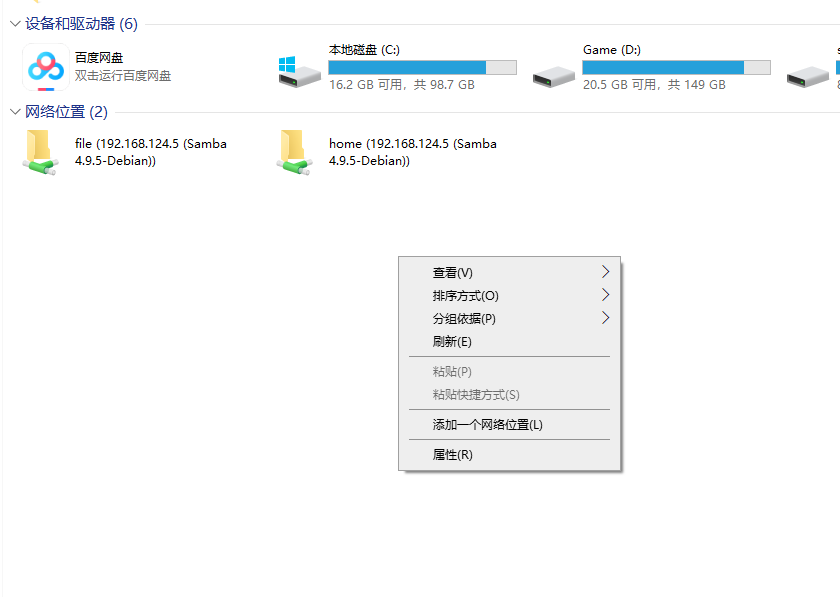 设备和驱动器 (6)
百度网盘
双击运行百度网盘
本地磁盘 (C:)
16.2 GB 可用，共 98.7 GB
Game (D:)
20.5 GB 可用，共 149 GB
网络位置 (2)
file (192.168.124.5 (Samba
4.9.5-Debian))
home (192.168.124.5 (Samba
4.9.5-Debian))
查看(V)
排序方式(O)
分组依据(P)
刷新(E)
粘贴(P)
粘贴快捷方式(S)
添加一个网络位置(L)
属性(R)